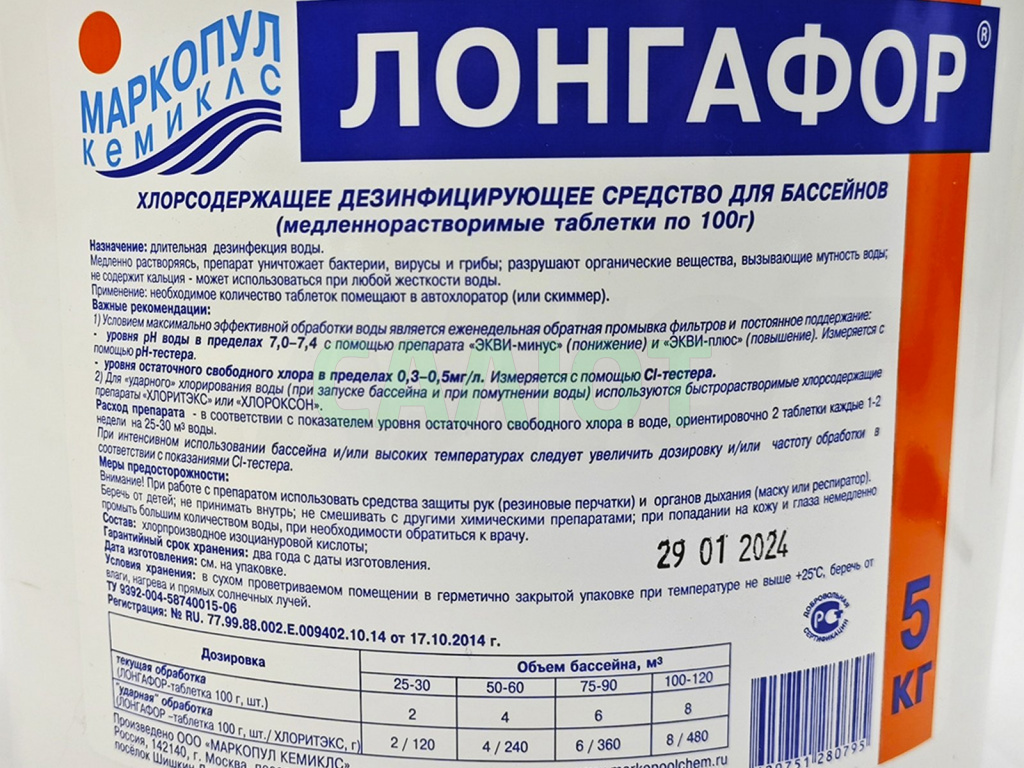 МАРКОПУЛ
КЕМИКЛС
ЛОНГАФОР®
ХЛОРСОДЕРЖАЩЕЕ ДЕЗИНФИЦИРУЮЩЕЕ СРЕДСТВО ДЛЯ БАССЕЙНОВ
(медленнорастворимые таблетки по 100г)
Назначение: длительная дезинфекция воды.
Медленно растворяясь, препарат уничтожает бактерии, вирусы и грибы; разрушают органические вещества, вызывающие мутность воды;
не содержит кальция - может использоваться при любой жесткости воды.
Применение: необходимое количество таблеток помещают в автохлоратор (или скиммер).
Важные рекомендации:
1) Условием максимально эффективной обработки воды является еженедельная обратная промывка фильтров и постоянное поддержание:
- уровня pH воды в пределах 7,0–7,4 с помощью препарата «ЭКВИ-минус» (понижение) и «ЭКВИ-плюс» (повышение). Измеряется с
помощью pH-тестера.
- уровня остаточного свободного хлора в пределах 0,3–0,5мг/л. Измеряется с помощью Cl-тестера.
2) Для «ударного» хлорирования воды (при запуске бассейна и при помутнении воды) используются быстрорастворимые хлорсодержащие
препараты «ХЛОРИТЭКС» или «ХЛОРОКСОН».
Расход препарата - в соответствии с показателем уровня остаточного свободного хлора в воде, ориентировочно 2 таблетки каждые 1-2
недели на 25-30 м³ воды.
При интенсивном использовании бассейна и/или высоких температурах следует увеличить дозировку и/или частоту обработки в
соответствии с показаниями Cl-тестера.
Меры предосторожности:
Внимание! При работе с препаратом использовать средства защиты рук (резиновые перчатки) и органов дыхания (маску или респиратор).
Беречь от детей; не принимать внутрь; не смешивать с другими химическими препаратами; при попадании на кожу и глаза немедленно
промыть большим количеством воды, при необходимости обратиться к врачу.
Состав: хлорпроизводное изоциануровой кислоты;
Гарантийный срок хранения: два года с даты изготовления.
Дата изготовления: см. на упаковке.
29 01 2024
Условия хранения: в сухом проветриваемом помещении в герметично закрытой упаковке при температуре не выше +25°С, беречь от
влаги, нагрева и прямых солнечных лучей.
ТУ 9392-004-58740015-06
Регистрация: № RU. 77.99.88.002.Е.009402.10.14 от 17.10.2014 г.
ДОБРОВОЛЬНАЯ
РСТ
СЕРТИФИКАЦИЯ
5
КГ
Дозировка Объем бассейна, м³
25-30 50-60 75-90 100-120
текущая обработка
(ЛОНГАФОР-таблетка 100 г, шт.) 2 4 6 8
"ударная" обработка
(ЛОНГАФОР –таблетка 100 г, шт./ ХЛОРИТЭКС, г) 2 / 120 4 / 240 6 / 360 8 / 480
Произведено ООО «МАРКОПУЛ КЕМИКЛС»
Россия, 142140, г. Москва,
посёлок Шишкин
markopoolchem.ru
280795
САЛЮТ